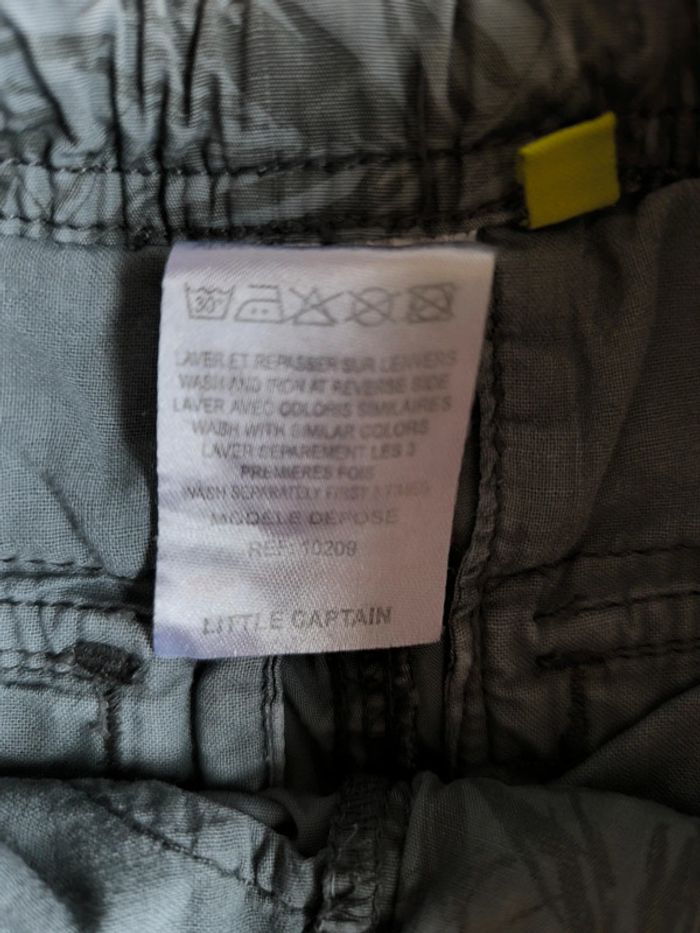 30°
LAVER ET REPASSER SUR L'ENVERS
WASH AND IRON AT REVERSE SIDE
LAVER AVEC COLORIS SIMILAIRES
WASH WITH SIMILAR COLORS
LAVER SEPAREMENT LES 3
PREMIERES FOIS
WASH SEPARATELY FIRST 3 TIMES
MODELE DEPOSE
REF: 10209
LITTLE CAPTAIN